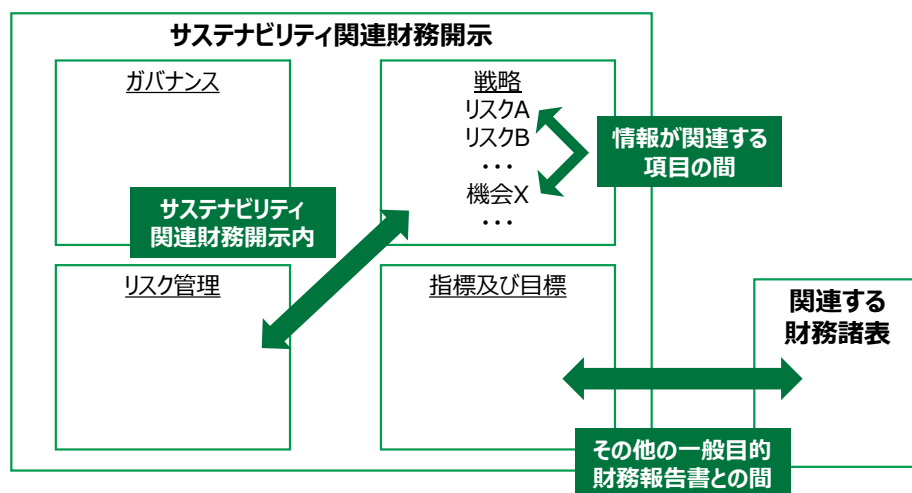 サステナビリティ関連財務開示
ガバナンス
戦略
リスクA
リスクB
・・・
機会X
・・・
情報が関連する
項目の間
サステナビリティ
関連財務開示内
リスク管理
指標及び目標
関連する
財務諸表
その他の一般目的
財務報告書との間